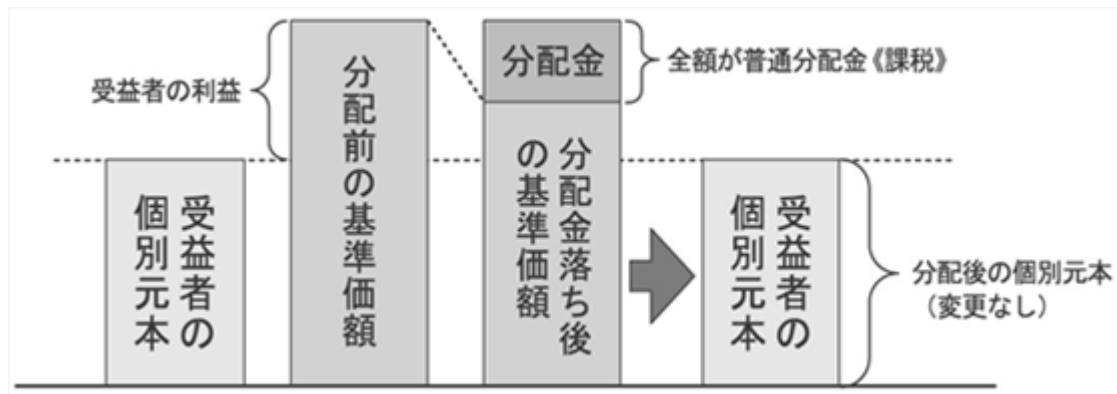 受益者の利益
受益者の
個別元本
分配前の基準価額
分配金
全額が普通分配金《課税》
分配金落ち後
の基準価額
受益者の
個別元本
分配後の個別元本
（変更なし）